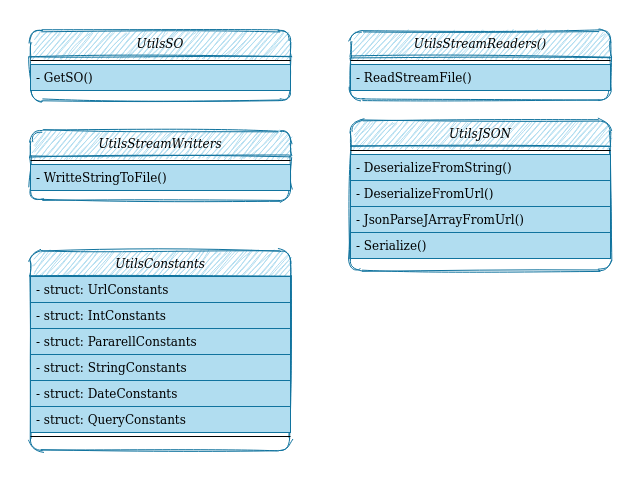 UtilsSO
- GetSO()
UtilsStreamReaders()
- ReadStreamFile()
UtilsStreamWritters
- WritteStringToFile()
UtilsJSON
- DeserializeFromString()
- DeserializeFromUrl()
- JsonParseJArrayFromUrl()
- Serialize()
UtilsConstants
- struct: UrlConstants
- struct: IntConstants
- struct: PararellConstants
- struct: StringConstants
- struct: DateConstants
- struct: QueryConstants